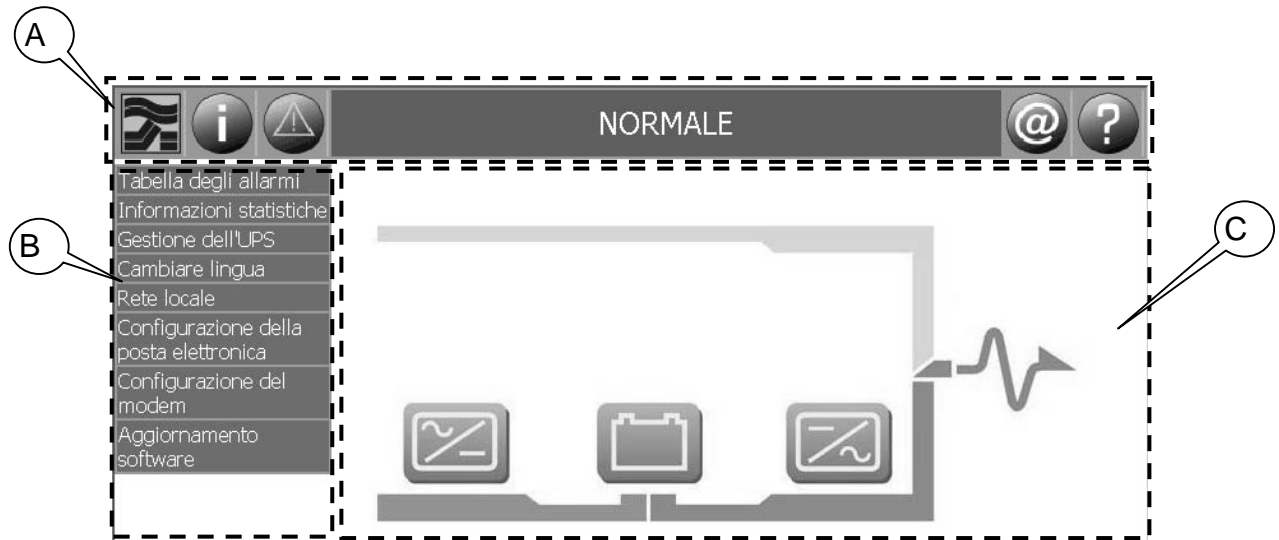 A
NORMALE
Tabella degli allarmi
Informazioni statistiche
Gestione dell'UPS
Cambiare lingua
Rete locale
Configurazione della
posta elettronica
Configurazione del
modem
Aggiornamento
software
B
C